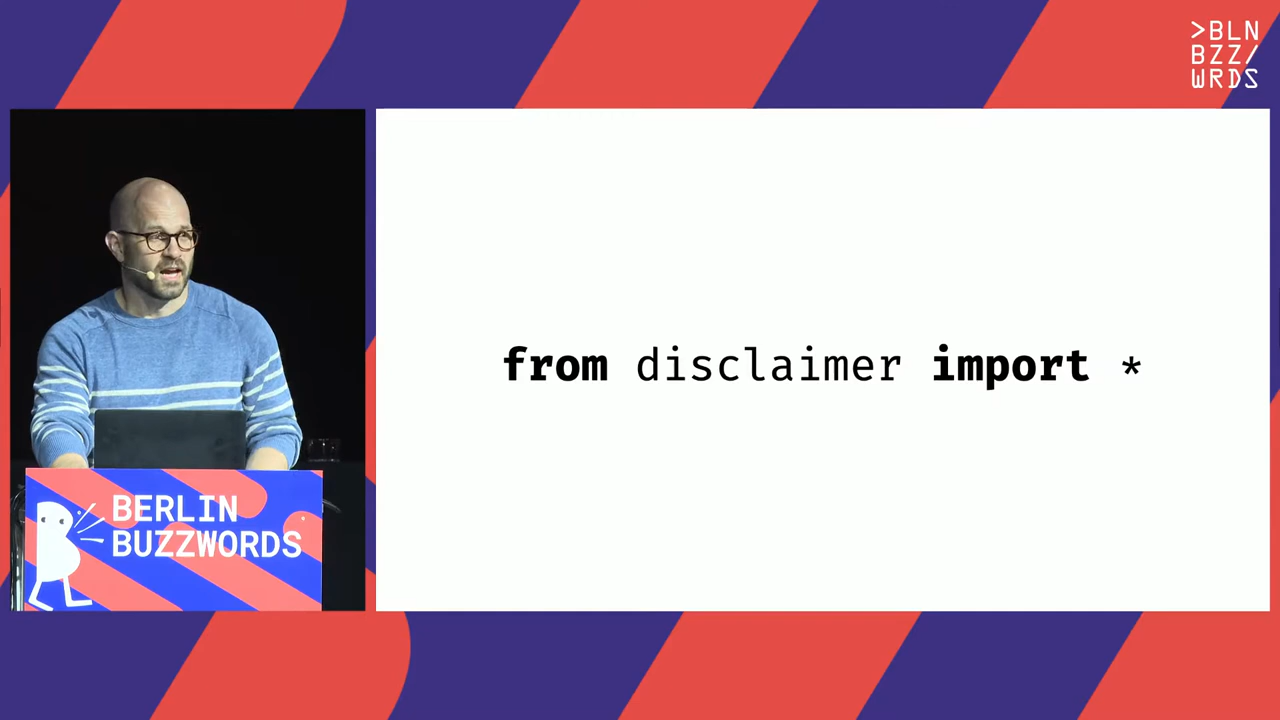 >BLN
BZZ/
WRDS
from disclaimer import *
BERLIN
BUZZWORDS